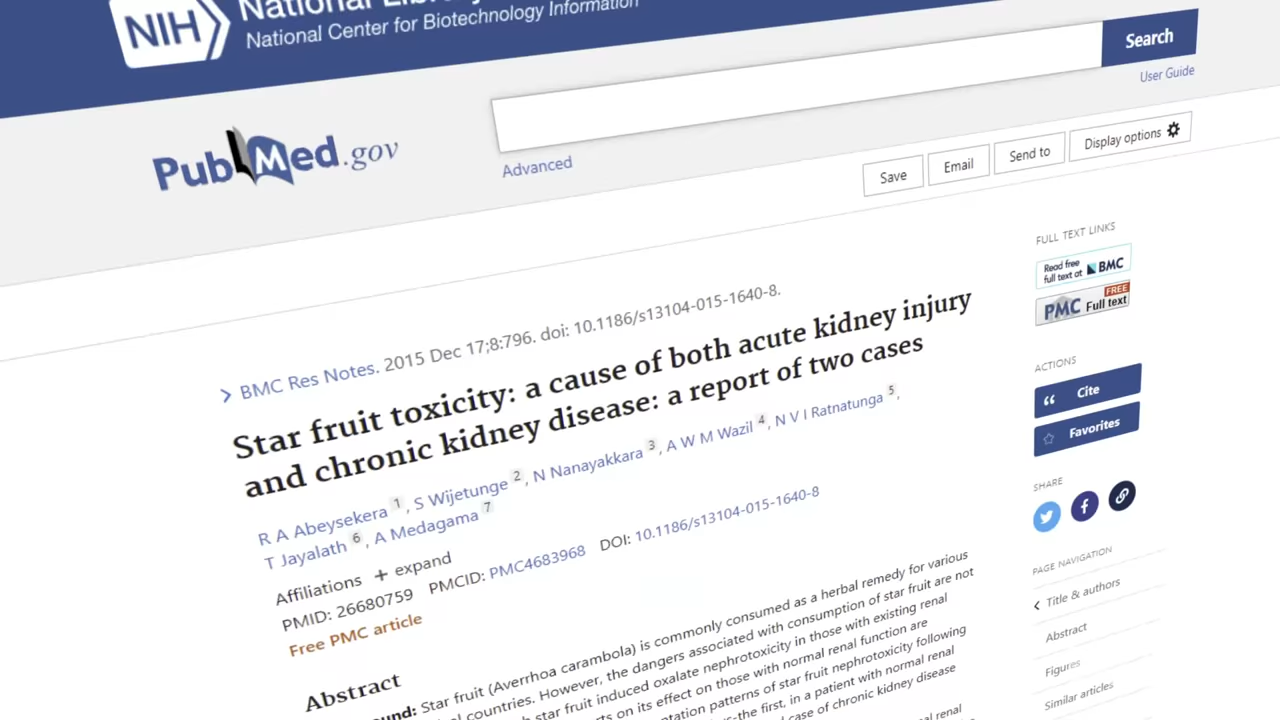 NIH
National Library
National Center for Biotechnology Information
Search
User Guide
PubMed.gov
Advanced
Save
Email
Send to
Display options
FULL TEXT LINKS
Read free
full text at BMC
FREE
PMC Full text
BMC Res Notes. 2015 Dec 17;8:796. doi: 10.1186/s13104-015-1640-8.
Star fruit toxicity: a cause of both acute kidney injury
and chronic kidney disease: a report of two cases
R A Abeysekera 1, S Wijetunge 2, N Nanayakkara 3, A W M Wazil 4, N V I Ratnatunga 5,
T Jayalath 6, A Medagama 7
Affiliations + expand
PMID: 26680759 PMCID: PMC4683968 DOI: 10.1186/s13104-015-1640-8
Free PMC article
ACTIONS
Cite
Favorites
SHARE
PAGE NAVIGATION
Title & authors
Abstract
Figures
Similar articles
Abstract
Star fruit (Averrhoa carambola) is commonly consumed as a herbal remedy for various
countries. However, the dangers associated with consumption of star fruit are not
star fruit induced oxalate nephrotoxicity in those with existing renal
on its effect on those with normal renal function are
patterns of star fruit nephrotoxicity following
the first, in a patient with normal renal
case of chronic kidney disease
renal